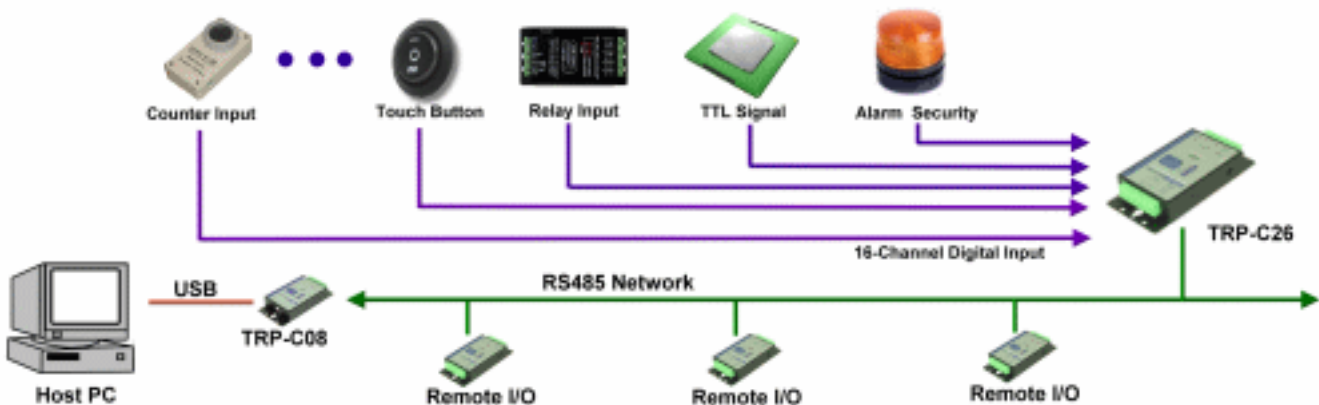 Counter Input
Touch Button
Relay Input
TTL Signal
Alarm Security
TRP-C26
16-Channel Digital Input
USB
RS485 Network
TRP-C08
Host PC
Remote I/O
Remote I/O
Remote I/O